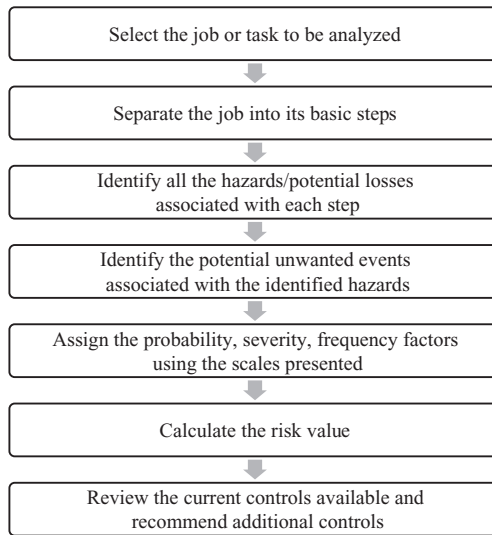 Select the job or task to be analyzed
Separate the job into its basic steps
Identify all the hazards/potential losses
associated with each step
Identify the potential unwanted events
associated with the identified hazards
Assign the probability, severity, frequency factors
using the scales presented
Calculate the risk value
Review the current controls available and
recommend additional controls